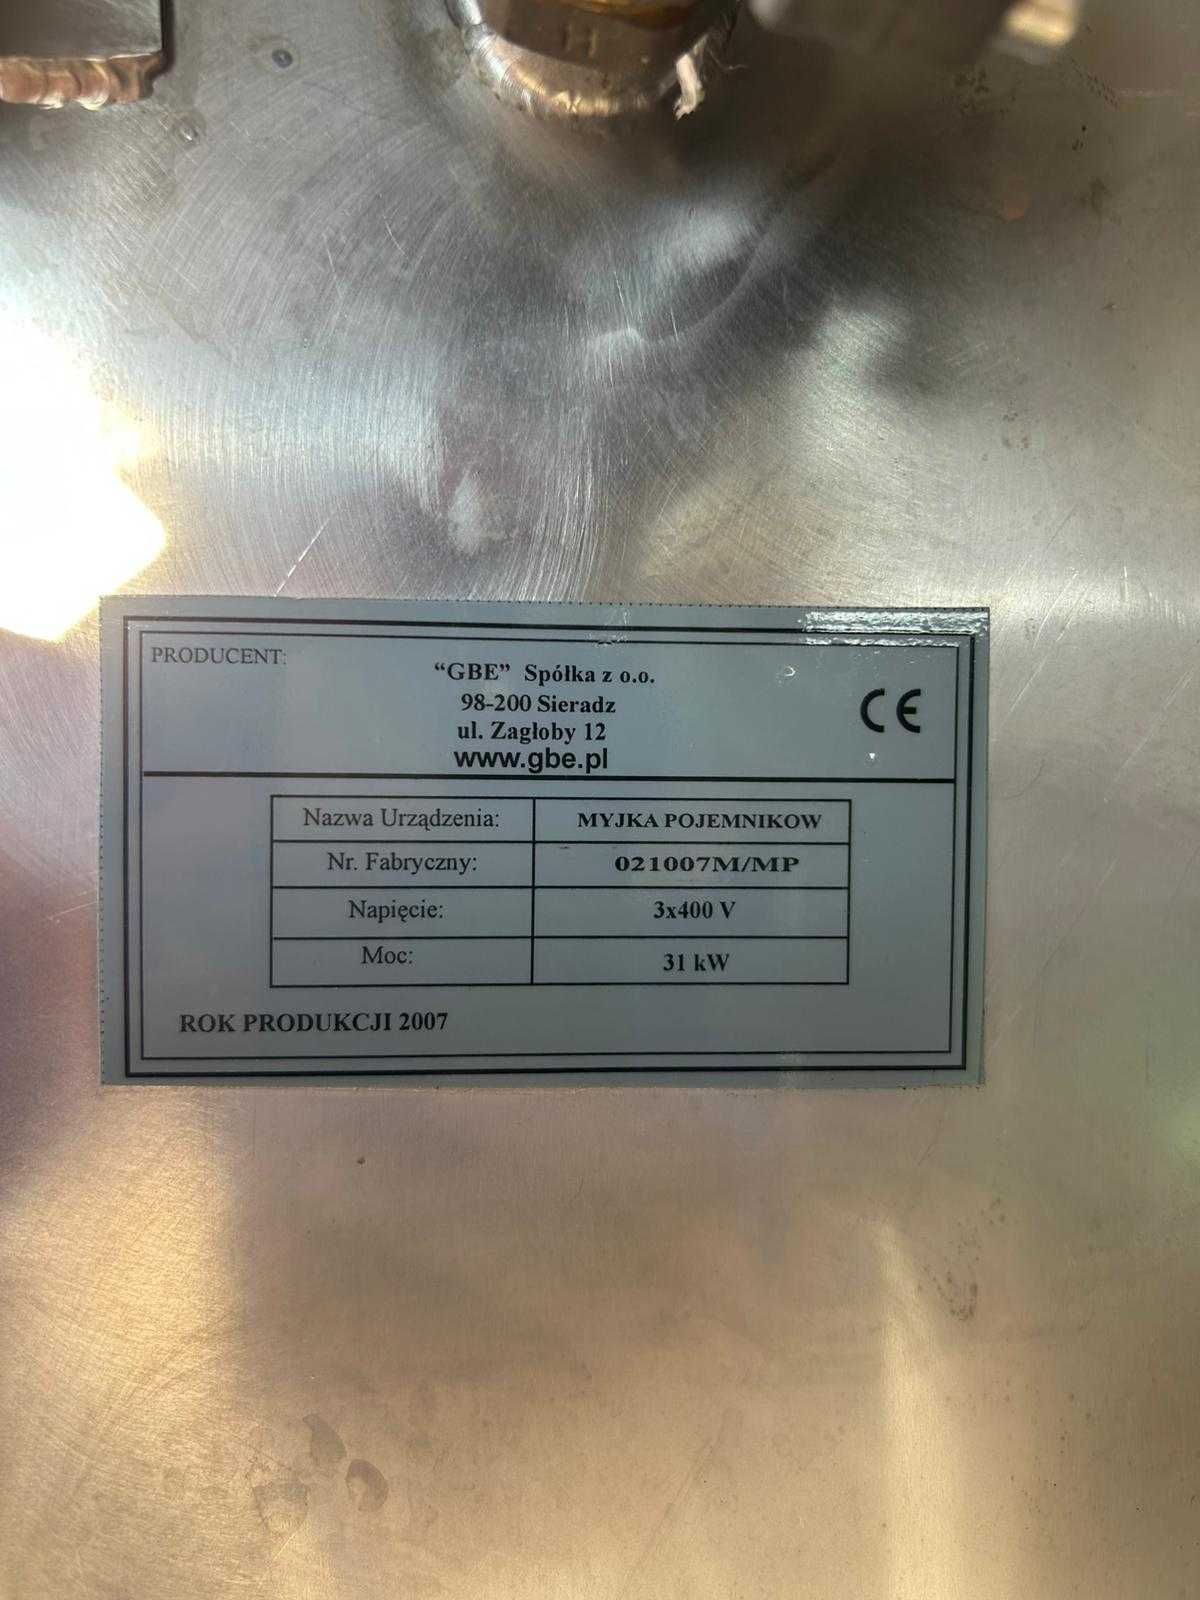 PRODUCENT:
“GBE” Spółka z o.o.
98-200 Sieradz
ul. Zagłoby 12
www.gbe.pl
CE
Nazwa Urządzenia: MYJKA POJEMNIKOW
Nr. Fabryczny: 021007M/MP
Napięcie: 3x400 V
Moc: 31 kW
ROK PRODUKCJI 2007